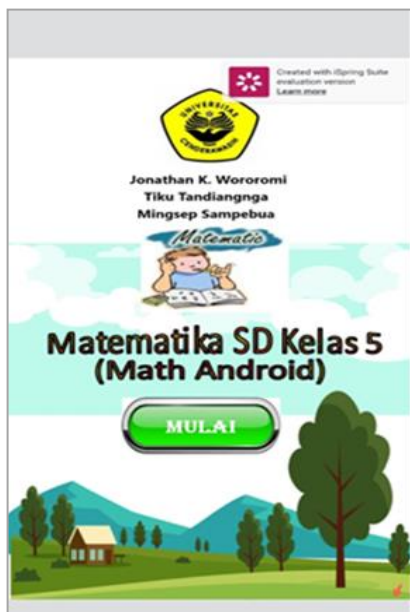 Created with iSpring Suite
evaluation version
Learn more
UNIVERSITAS
CENDERAWASIH
Jonathan K. Wororomi
Tiku Tandiangnga
Mingsep Sampebua
Matematic
Matematika SD Kelas 5
(Math Android)
MULAI